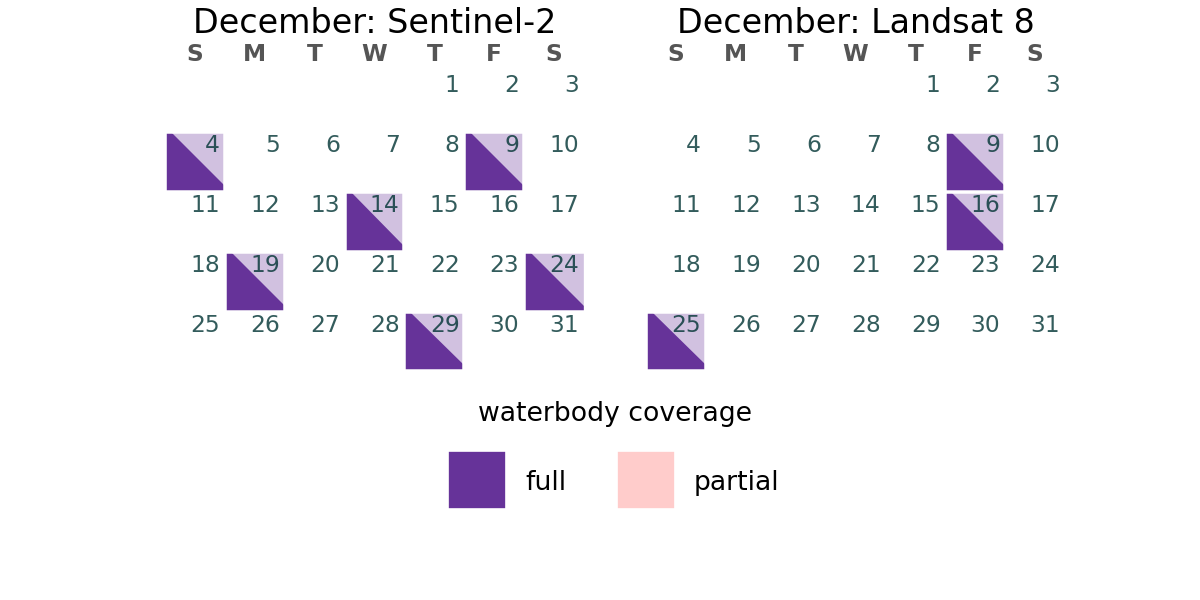 December: Sentinel-2
S M T W T F S
1 2 3
4 5 6 7 8 9 10
11 12 13 14 15 16 17
18 19 20 21 22 23 24
25 26 27 28 29 30 31
December: Landsat 8
S M T W T F S
1 2 3
4 5 6 7 8 9 10
11 12 13 14 15 16 17
18 19 20 21 22 23 24
25 26 27 28 29 30 31
waterbody coverage
full partial